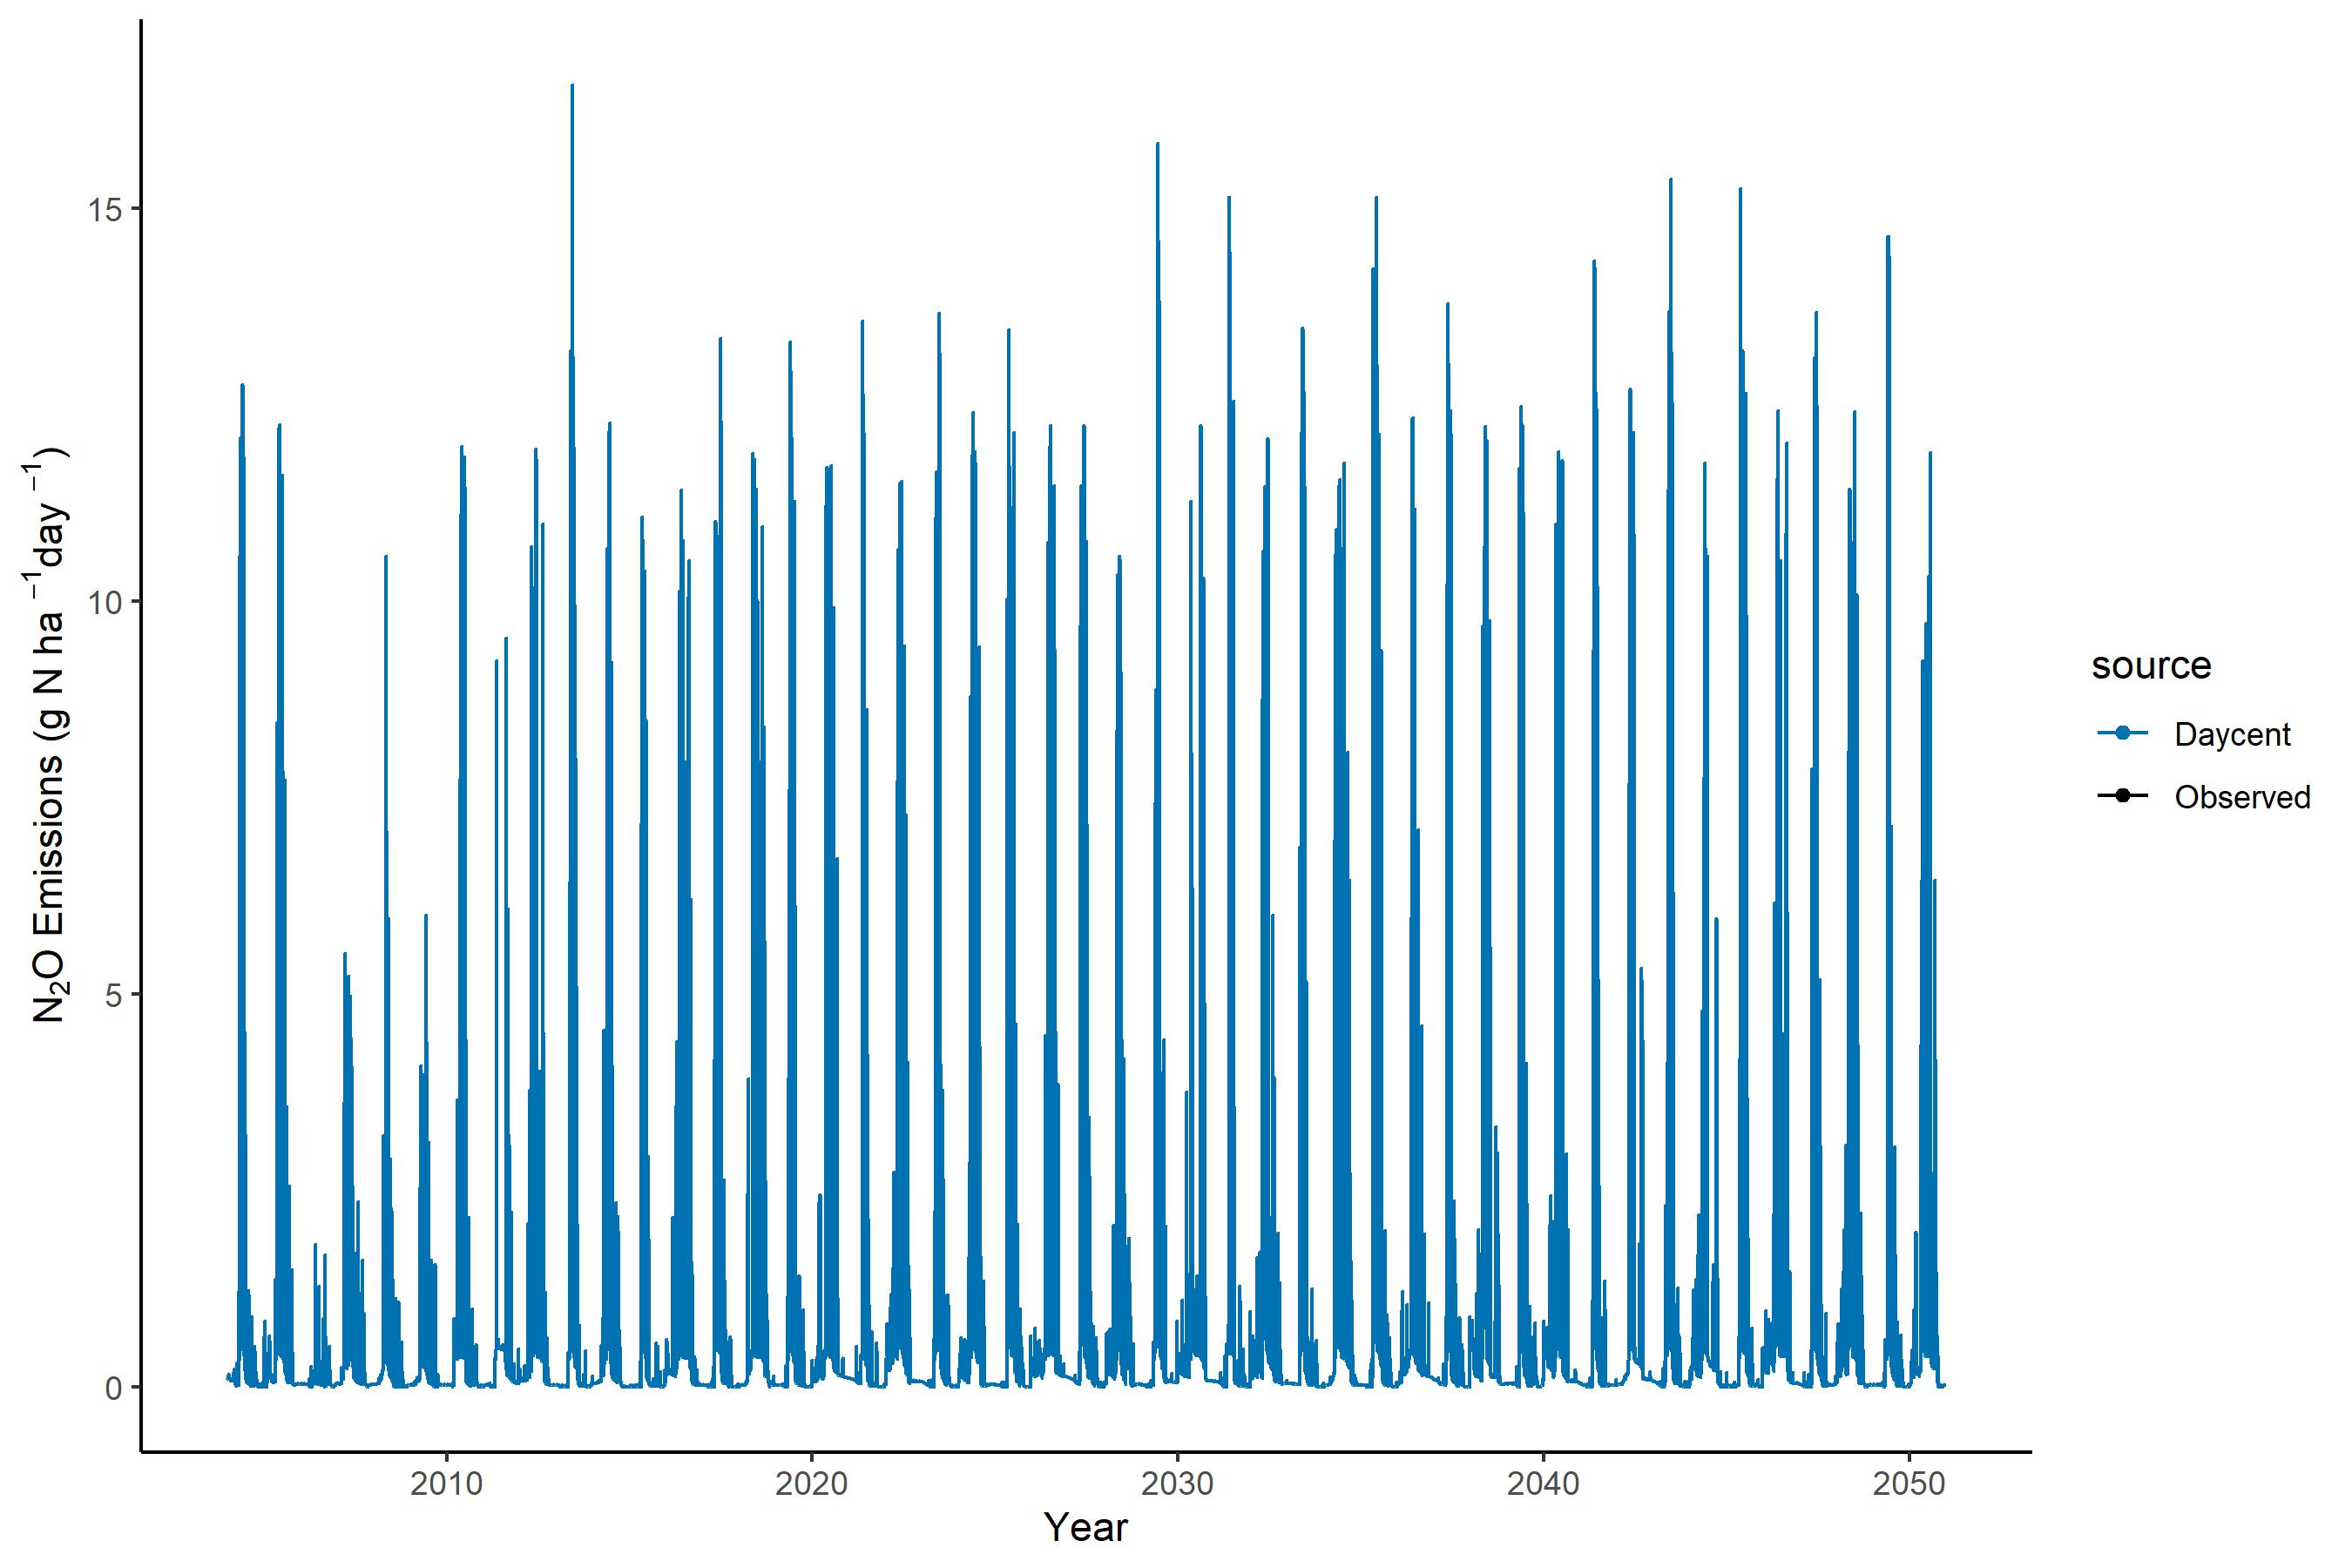 N₂O Emissions (g N ha ⁻¹day ⁻¹)
15
10
5
0
2010 2020 2030 2040 2050
Year
source
Daycent
Observed